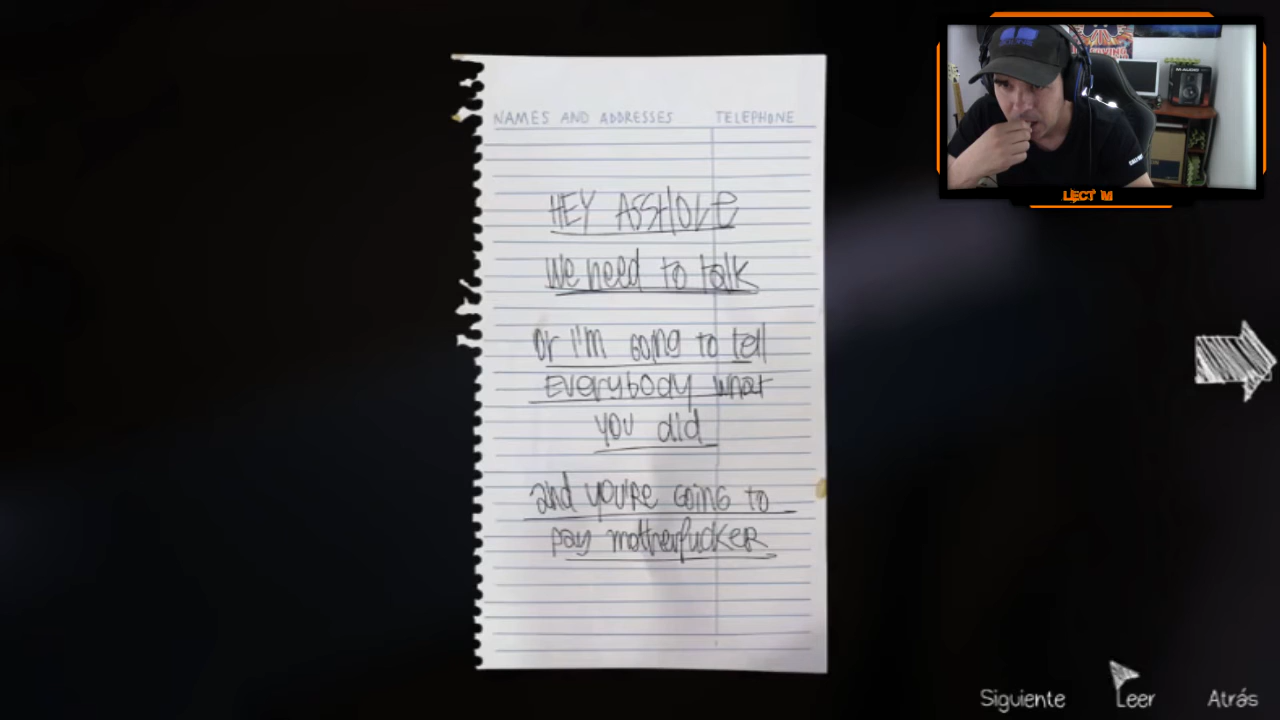 NAMES AND ADDRESSES TELEPHONE
HEY ASSHOLE
We need to talk
Or I'm going to tell
Everybody what
you did
and you're going to
pay motherfucker
LECT M
M-AUDIO
Siguiente Leer Atrás